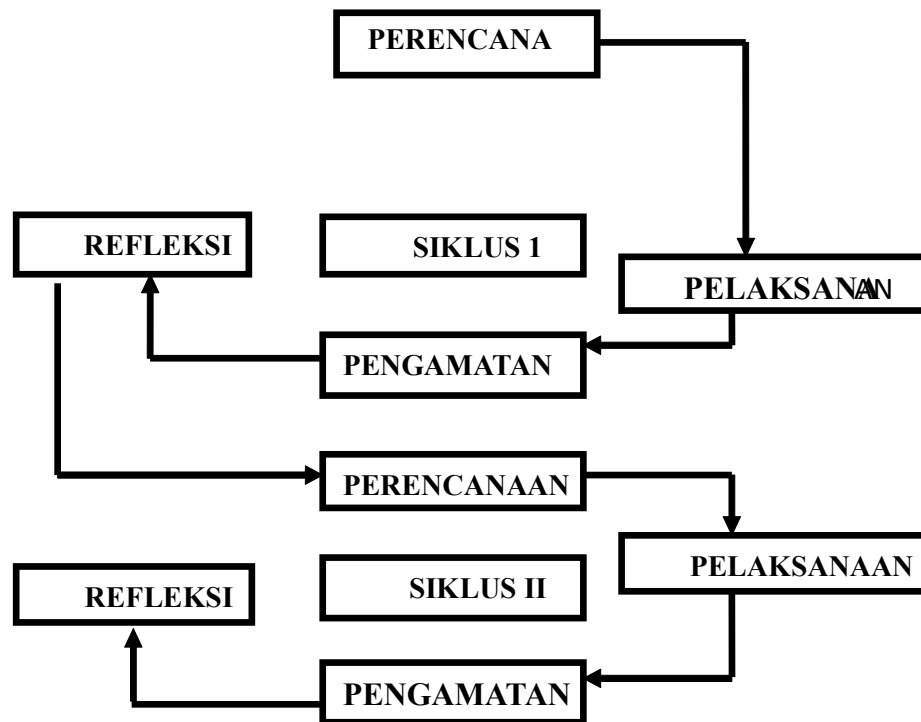 PERENCANA
REFLEKSI
SIKLUS 1
PELAKSANAAN
PENGAMATAN
PERENCANAAN
PELAKSANAAN
REFLEKSI
SIKLUS II
PENGAMATAN